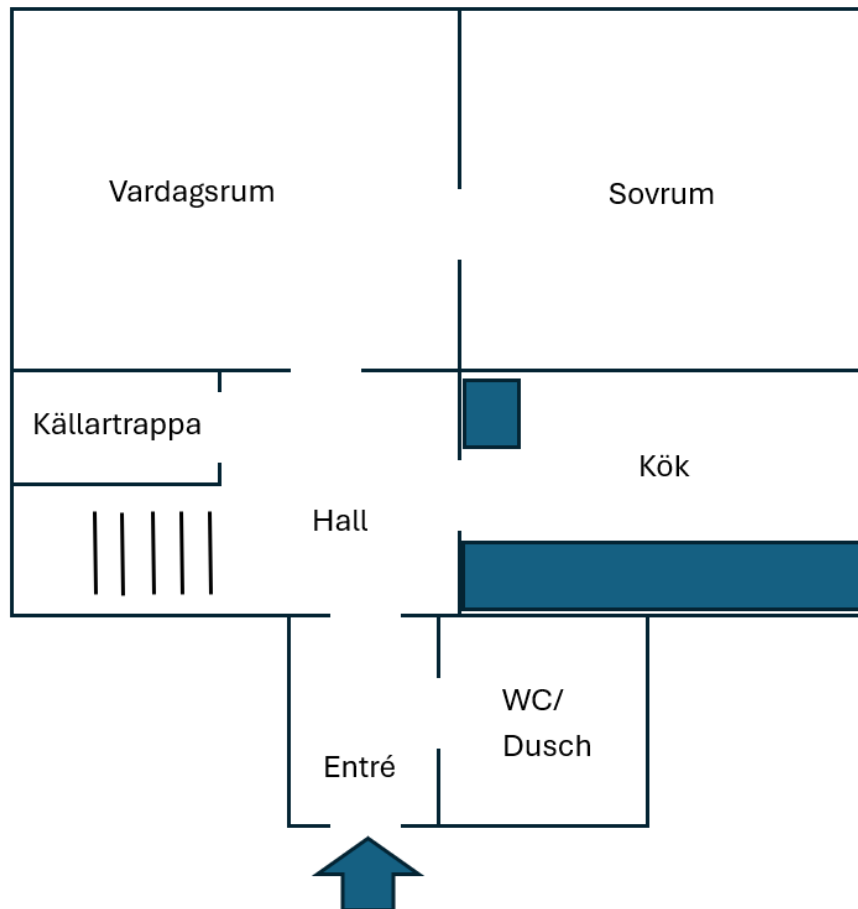 Vardagsrum
Sovrum
Källartrappa
Kök
Hall
WC/
Dusch
Entré